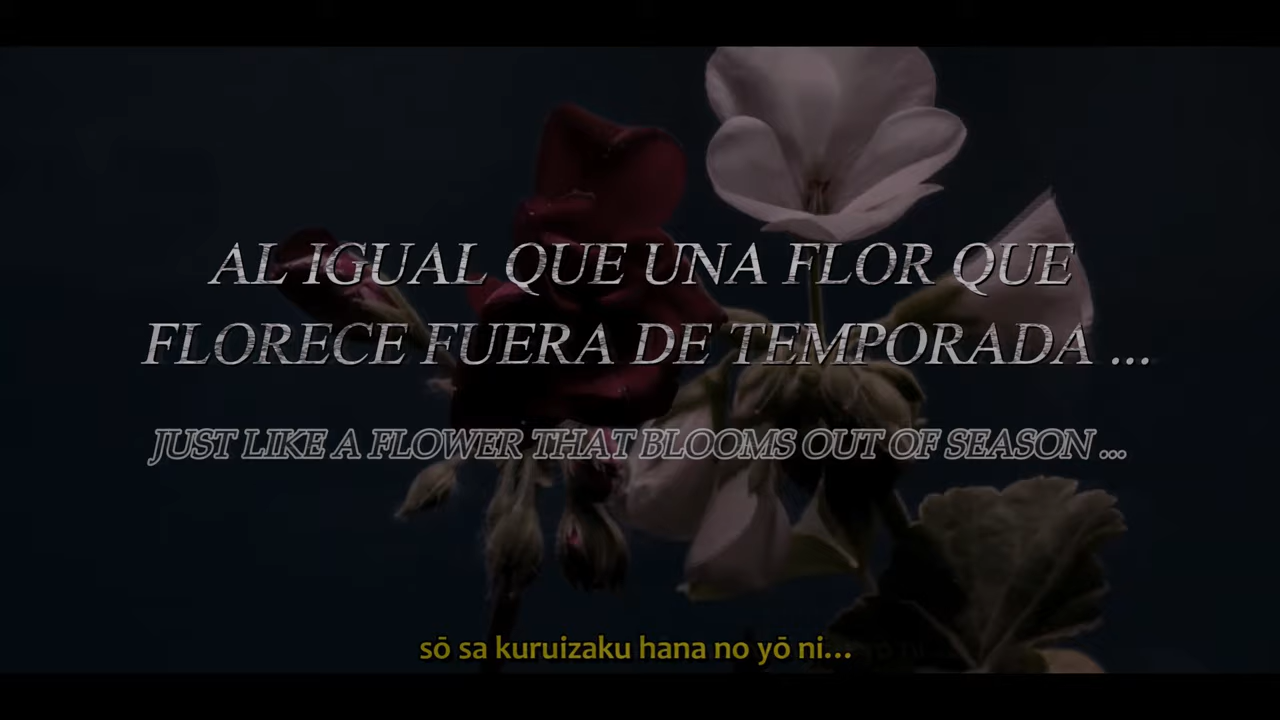 AL IGUAL QUE UNA FLOR QUE
FLORECE FUERA DE TEMPORADA ...
JUST LIKE A FLOWER THAT BLOOMS OUT OF SEASON ...
sō sa kuruizaku hana no yō ni...